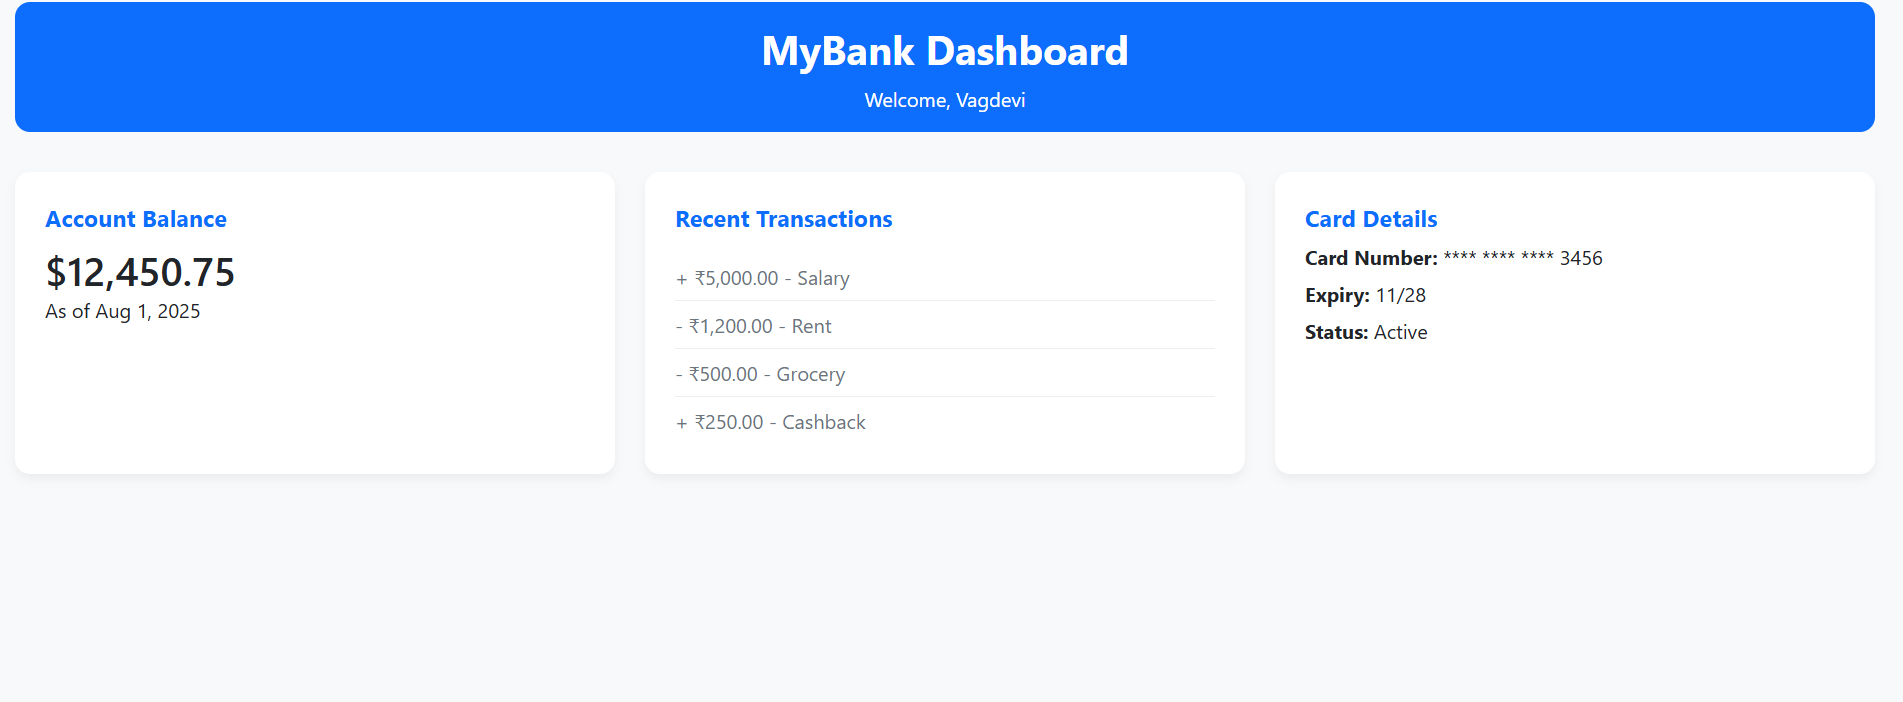 MyBank Dashboard
Welcome, Vagdevi
Account Balance
$12,450.75
As of Aug 1, 2025
Recent Transactions
+ ₹5,000.00 - Salary
- ₹1,200.00 - Rent
- ₹500.00 - Grocery
+ ₹250.00 - Cashback
Card Details
Card Number: **** **** **** 3456
Expiry: 11/28
Status: Active